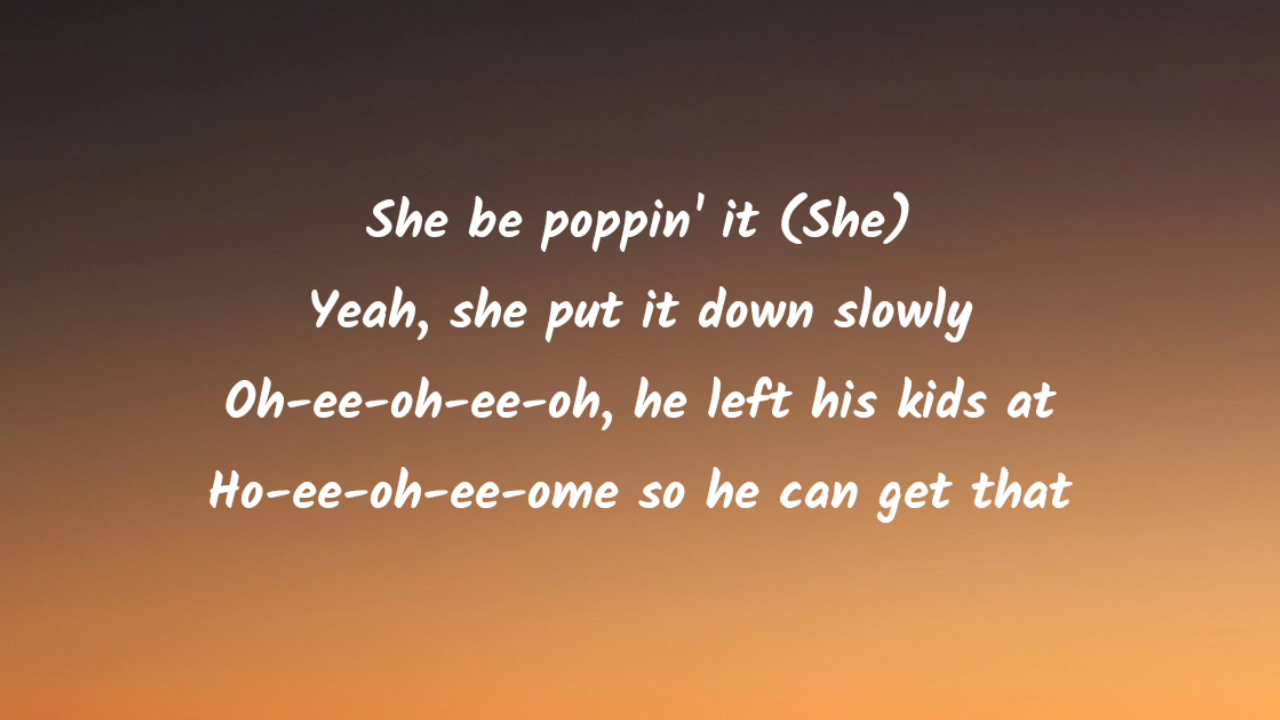 She be poppin' it (She)
Yeah, she put it down slowly
Oh-ee-oh-ee-oh, he left his kids at
Ho-ee-oh-ee-ome so he can get that